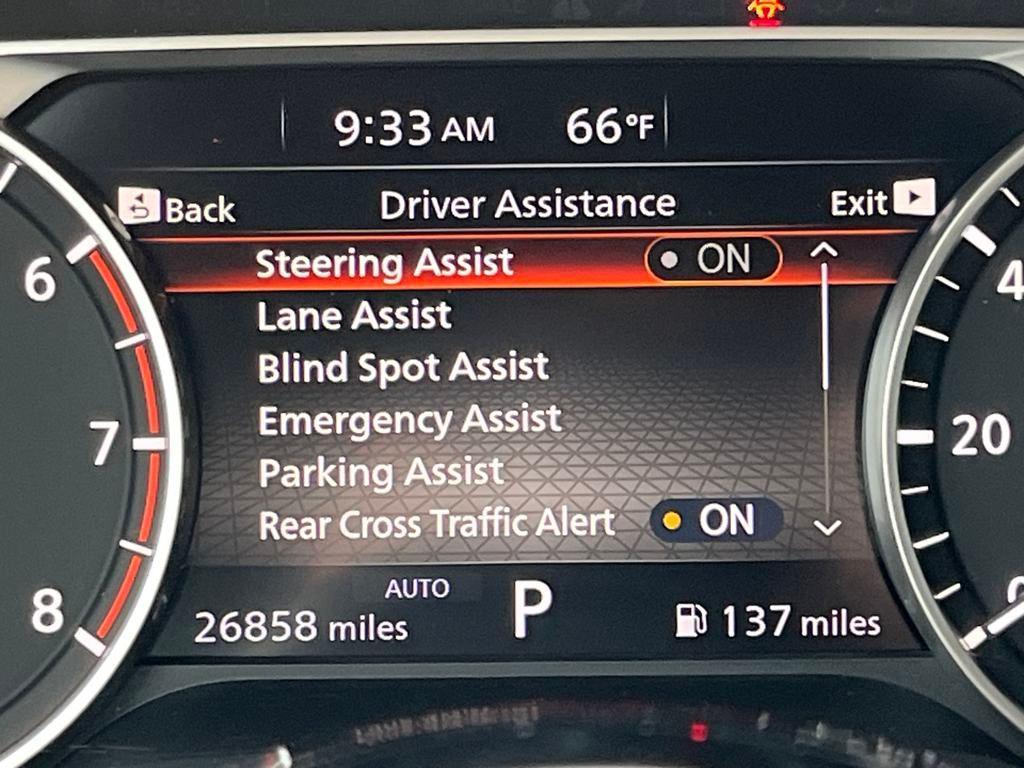 9:33 AM 66°F
Back Driver Assistance Exit
Steering Assist ON
Lane Assist
Blind Spot Assist
Emergency Assist
Parking Assist
Rear Cross Traffic Alert ON
AUTO
26858 miles P 137 miles
6
7
8
4
20
0